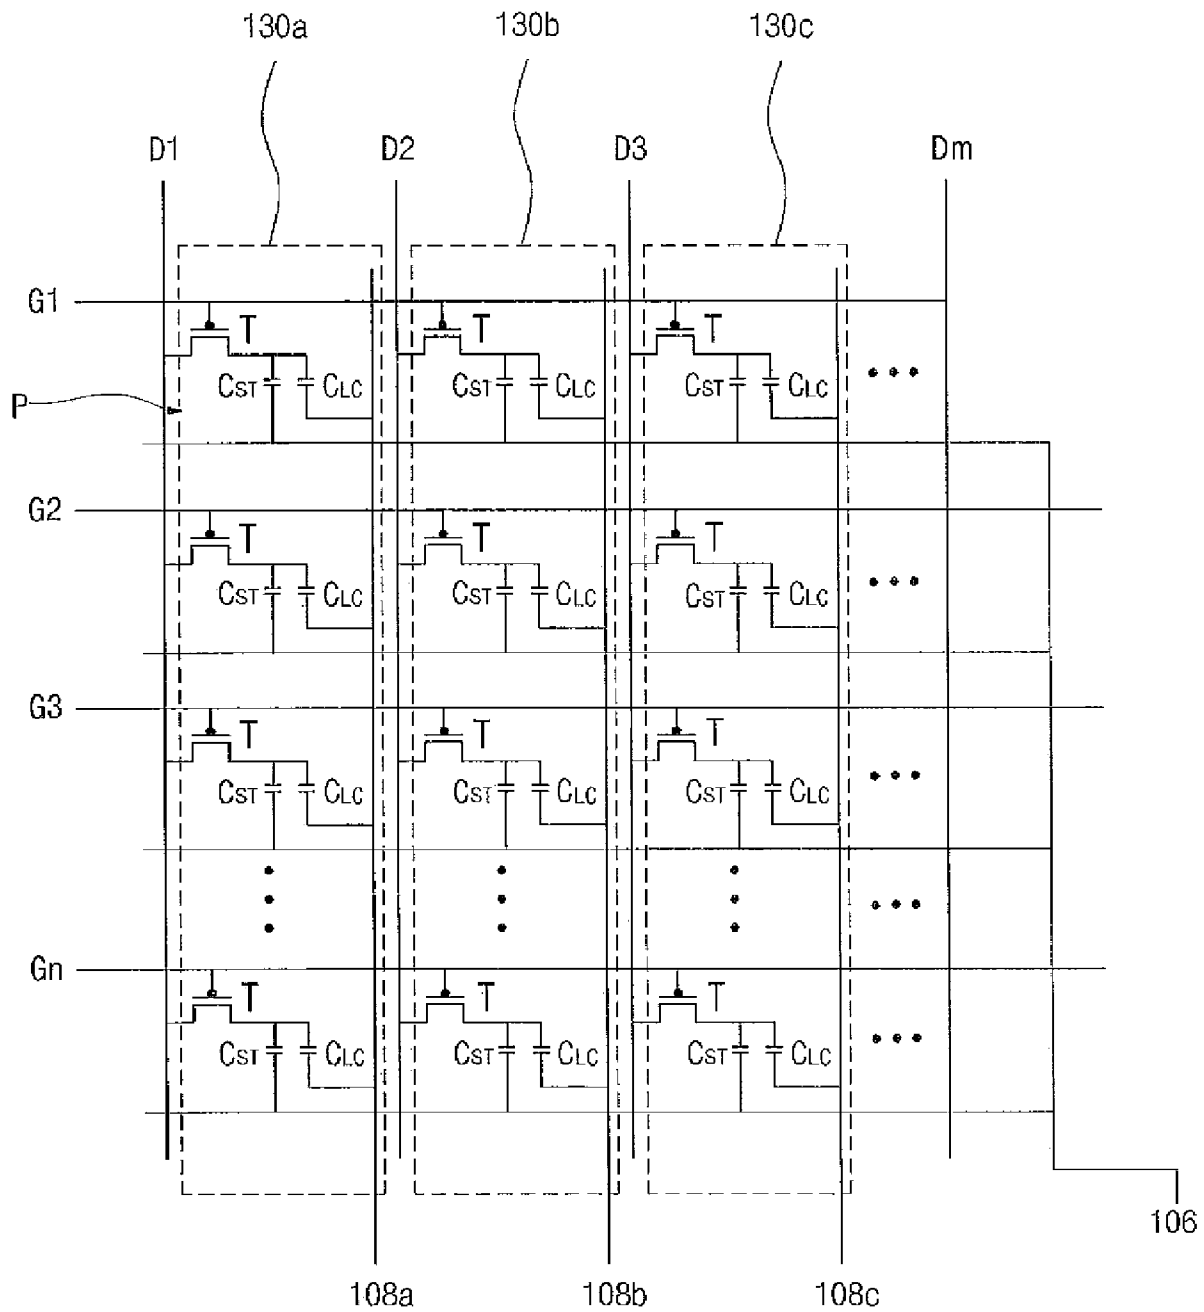 130a 130b 130c
D1 D2 D3 Dm
G1
T T T
CST CLC CST CLC CST CLC
P
G2
T T T
CST CLC CST CLC CST CLC
G3
T T T
CST CLC CST CLC CST CLC
Gn
T T T
CST CLC CST CLC CST CLC
106
108a 108b 108c